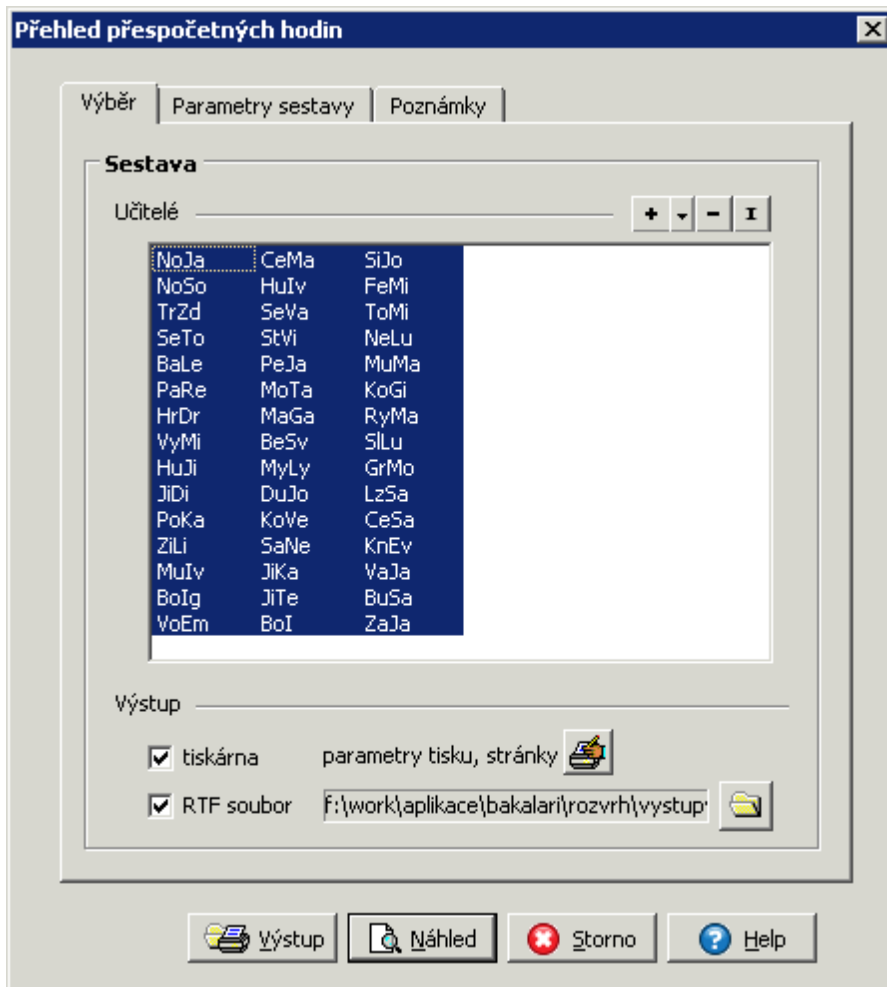 Přehled přespočetných hodin
Výběr Parametry sestavy Poznámky
Sestava
Učitelé
NoJa CeMa SiJo
NoSo HuIv FeMi
TrZd SeVa ToMi
SeTo StVi NeLu
BaLe PeJa MuMa
PaRe MoTa KoGi
HrDr MaGa RyMa
VyMi BeSv SlLu
HuJi MyLy GrMo
JiDi DuJo LzSa
PoKa KoVe CeSa
ZiLi SaNe KnEv
MuIv JiKa VaJa
BoIg JiTe BuSa
VoEm BoI ZaJa
Výstup
tiskárna parametry tisku, stránky
RTF soubor f:\work\aplikace\bakalari\rozvrh\vystup
Výstup Náhled Storno Help